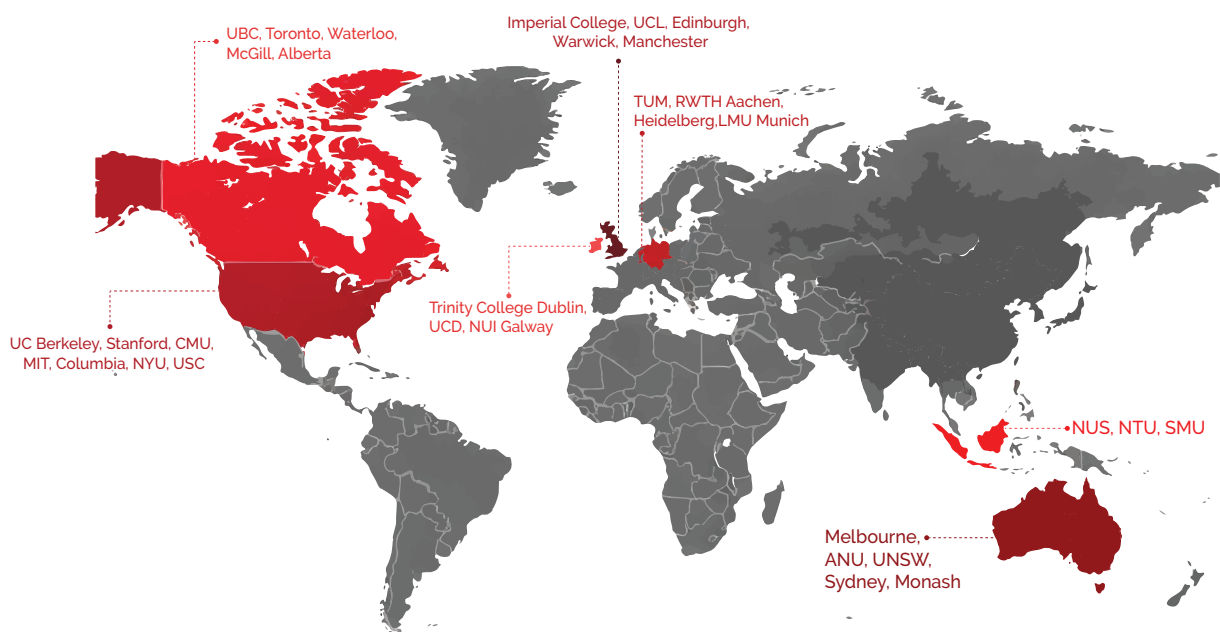 UBC, Toronto, Waterloo,
McGill, Alberta
Imperial College, UCL, Edinburgh,
Warwick, Manchester
TUM, RWTH Aachen,
Heidelberg,LMU Munich
Trinity College Dublin,
UCD, NUI Galway
UC Berkeley, Stanford, CMU,
MIT, Columbia, NYU, USC
NUS, NTU, SMU
Melbourne,
ANU, UNSW,
Sydney, Monash